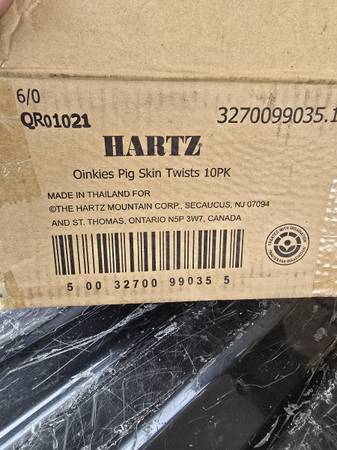 6/0
QR01021
3270099035.1
HARTZ
Oinkies Pig Skin Twists 10PK
MADE IN THAILAND FOR
©THE HARTZ MOUNTAIN CORP., SECAUCUS, NJ 07094
AND ST. THOMAS, ONTARIO N5P 3W7, CANADA
5 00 32700 99035 5